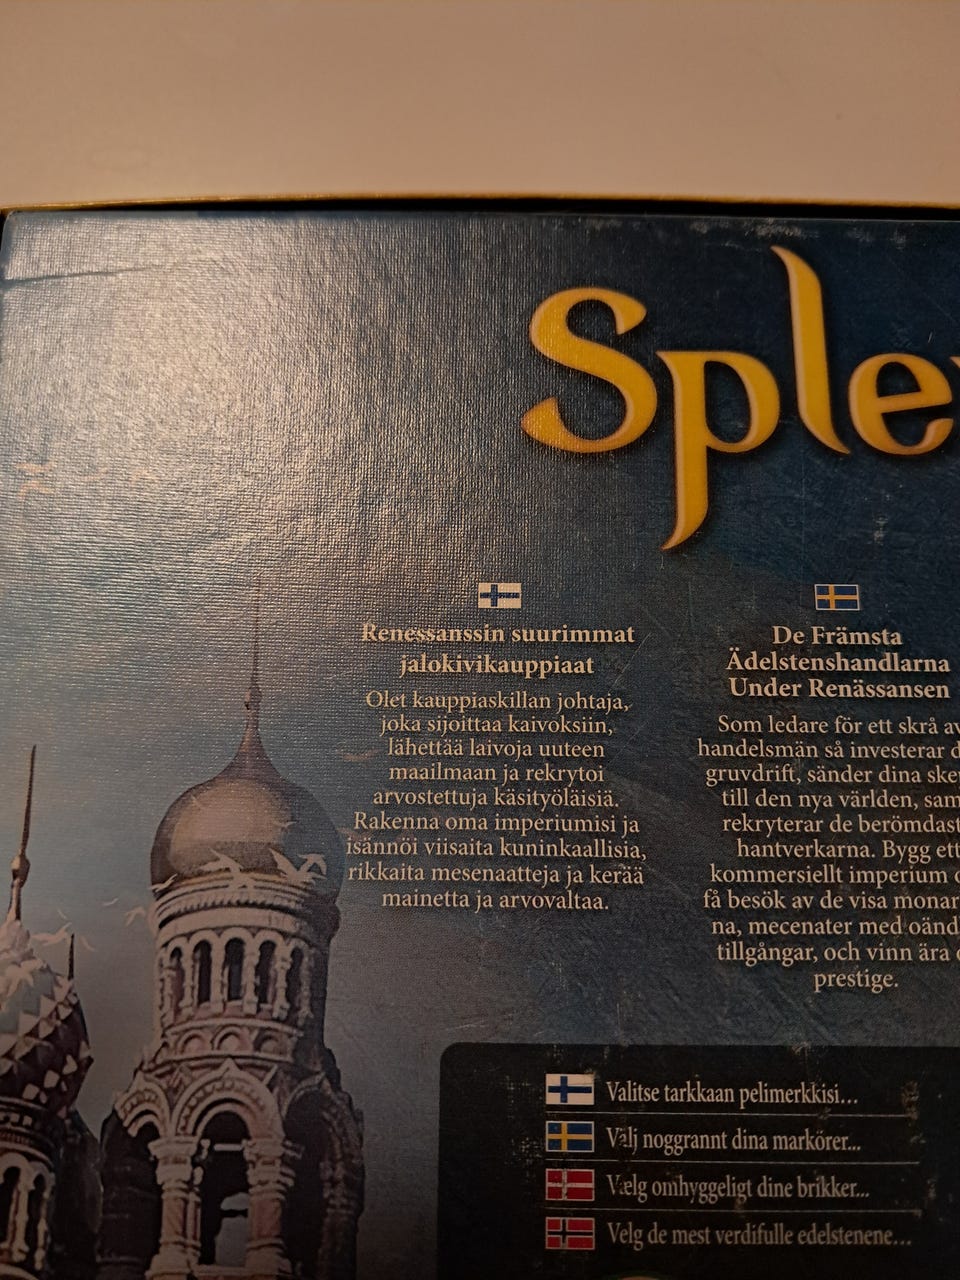 Sple
Renessanssin suurimmat
jalokivikauppiaat
Olet kauppiaskillan johtaja,
joka sijoittaa kaivoksiin,
lähettää laivoja uuteen
maailmaan ja rekrytoi
arvostettuja käsityöläisiä.
Rakenna oma imperiumisi ja
isännöi viisaita kuninkaallisia,
rikkaita mesenaatteja ja kerää
mainetta ja arvovaltaa.
De Främsta
Ädelstenshandlarna
Under Renässansen
Som ledare för ett skrå av
handelsmän så investerar d
gruvdrift, sänder dina ske
till den nya världen, sam
rekryterar de berömdast
hantverkarna. Bygg ett
kommersiellt imperium o
få besök av de visa monar
na, mecenater med oänd
tillgångar, och vinn ära o
prestige.
Valitse tarkkaan pelimerkkisi...
Välj noggrannt dina markörer...
Vælg omhyggeligt dine brikker...
Velg de mest verdifulle edelstenene...